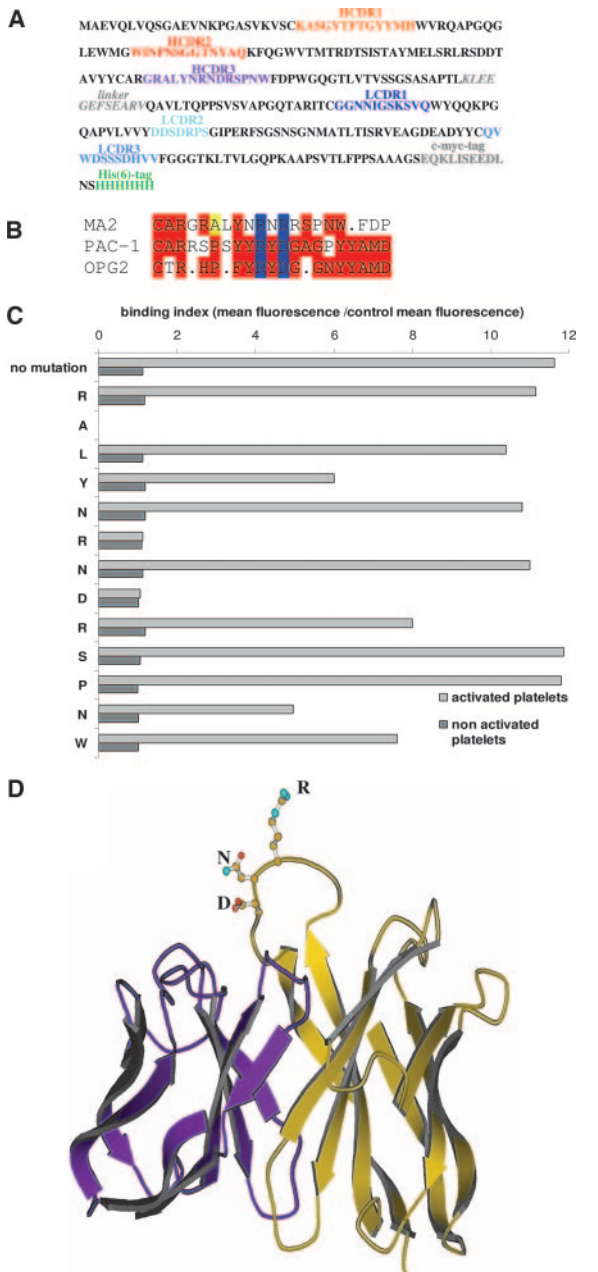 A
HCDR1
MAEVQLVQSGAEVNKPGASVKVSCKASGYTFTGYYMHWVRQAPGQG
HCDR2
LEWMGWINPNSGGTNYAQKFQGWVTMTRDTSISTAYMELSRLRSDDT
HCDR3
AVYYCARGRALYNRNDRSPNWFDPWGQGTLVTVSSGSASAPTLKLEE
linker LCDR1
GEFSEARVQAVLTQPPSVSVAPGQTARITCGGNNIGSKSVQWYQQKPG
LCDR2
QAPVLVVYDDSDRPSGIPERFSGSNSGNMATLTISRVEAGDEADYYCQV
LCDR3 c-myc-tag
WDSSSDHVVFGGGTKLTVLGQPKAAPSVTLFPPSAAAGSEQKLISEEDL
His(6)-tag
NSHHHHHH
B
MA2 CARGRALYNRNDRSPNW.FDP
PAC-1 CARRSPSYYRYDGAGPYYAMD
OPG2 CTR.HP.FYRYDG.GNYYAMD
C
binding index (mean fluorescence /control mean fluorescence)
0 2 4 6 8 10 12
no mutation
R
A
L
Y
N
R
N
D
R
S
P
N
W
activated platelets
non activated
platelets
D
R
N
D